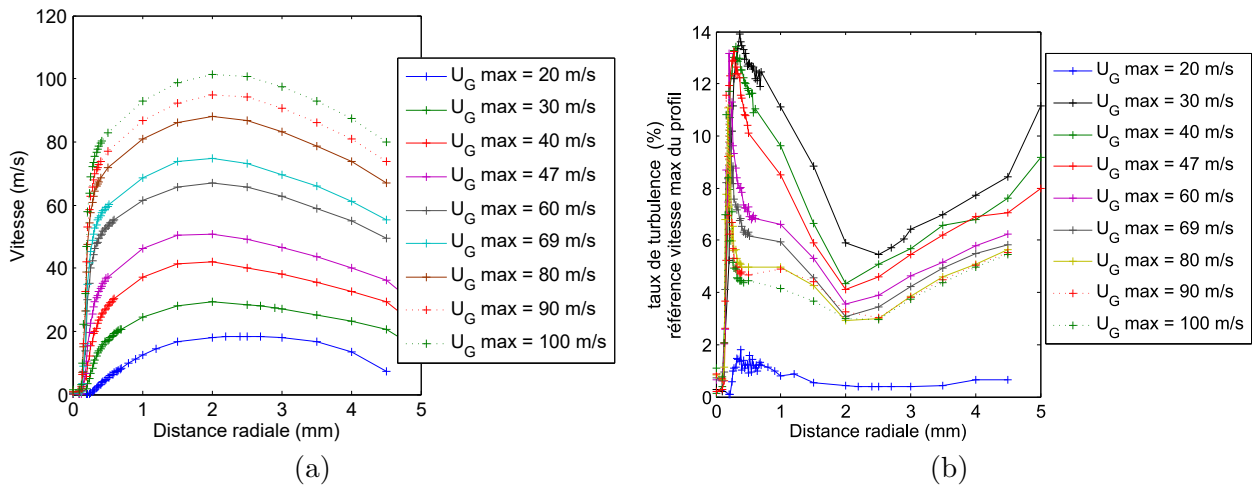 120
100
80
60
40
20
0
Vitesse (m/s)
0
1
2
3
4
5
Distance radiale (mm)
U_G max = 20 m/s
U_G max = 30 m/s
U_G max = 40 m/s
U_G max = 47 m/s
U_G max = 60 m/s
U_G max = 69 m/s
U_G max = 80 m/s
U_G max = 90 m/s
U_G max = 100 m/s
(a)
14
12
10
8
6
4
2
0
taux de turbulence (%)
référence vitesse max du profil
0
1
2
3
4
5
Distance radiale (mm)
U_G max = 20 m/s
U_G max = 30 m/s
U_G max = 40 m/s
U_G max = 47 m/s
U_G max = 60 m/s
U_G max = 69 m/s
U_G max = 80 m/s
U_G max = 90 m/s
U_G max = 100 m/s
(b)